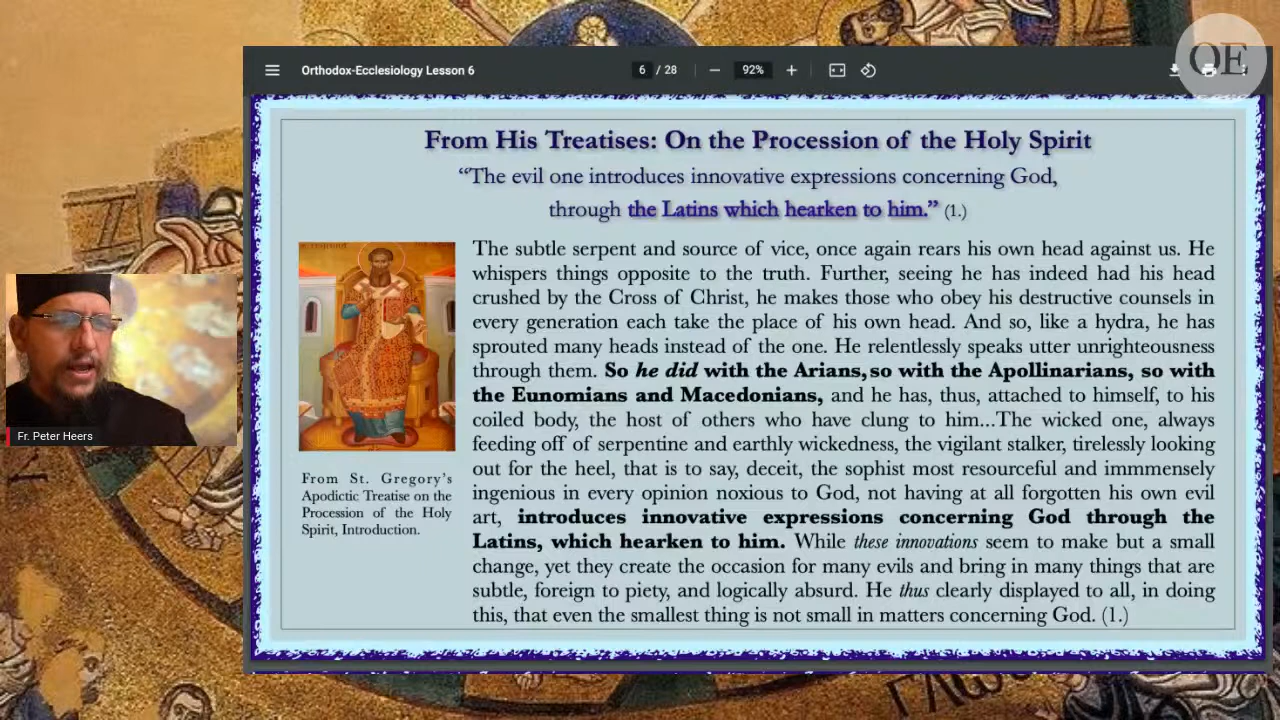 OE
Orthodox-Ecclesiology Lesson 6
6 / 28
92%
From His Treatises: On the Procession of the Holy Spirit
“The evil one introduces innovative expressions concerning God,
through the Latins which hearken to him.” (1.)
The subtle serpent and source of vice, once again rears his own head against us. He
whispers things opposite to the truth. Further, seeing he has indeed had his head
crushed by the Cross of Christ, he makes those who obey his destructive counsels in
every generation each take the place of his own head. And so, like a hydra, he has
sprouted many heads instead of the one. He relentlessly speaks utter unrighteousness
through them. So he did with the Arians, so with the Apollinarians, so with
the Eunomians and Macedonians, and he has, thus, attached to himself, to his
coiled body, the host of others who have clung to him...The wicked one, always
feeding off of serpentine and earthly wickedness, the vigilant stalker, tirelessly looking
out for the heel, that is to say, deceit, the sophist most resourceful and immmensely
ingenious in every opinion noxious to God, not having at all forgotten his own evil
art, introduces innovative expressions concerning God through the
Latins, which hearken to him. While these innovations seem to make but a small
change, yet they create the occasion for many evils and bring in many things that are
subtle, foreign to piety, and logically absurd. He thus clearly displayed to all, in doing
this, that even the smallest thing is not small in matters concerning God. (1.)
From St. Gregory’s
Apodictic Treatise on the
Procession of the Holy
Spirit, Introduction.
Fr. Peter Heers